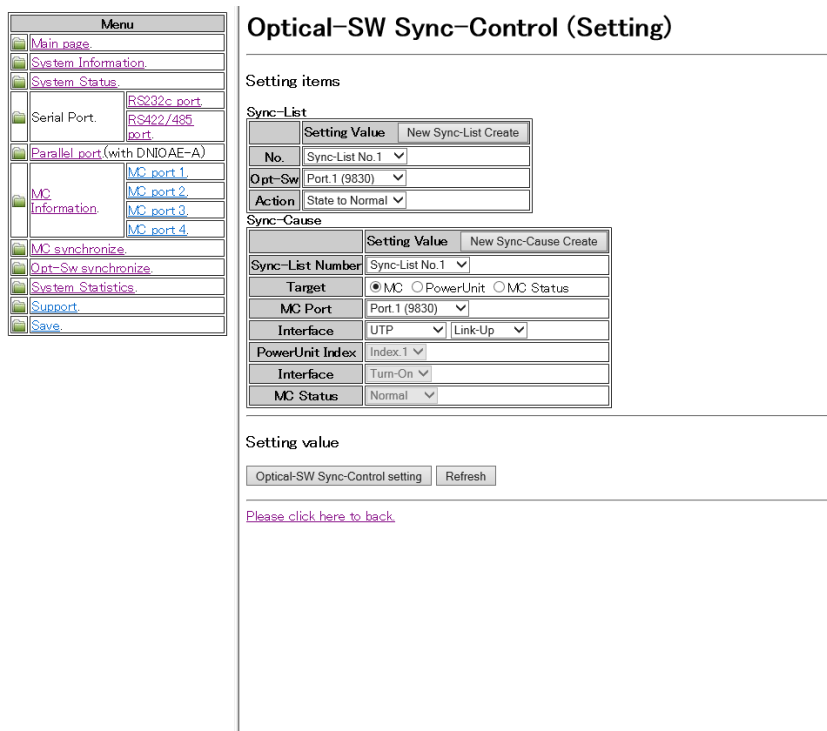 Menu
Main page.
System Information.
System Status.
Serial Port.
RS232c port.
RS422/485
port.
Parallel port.(with DNIOAE-A)
MC
Information.
MC port 1.
MC port 2.
MC port 3.
MC port 4.
MC synchronize.
Opt-Sw synchronize.
System Statistics.
Support.
Save.
Optical-SW Sync-Control (Setting)
Setting items
Sync-List
Setting Value New Sync-List Create
No. Sync-List No.1
Opt-Sw Port.1 (9830)
Action State to Normal
Sync-Cause
Setting Value New Sync-Cause Create
Sync-List Number Sync-List No.1
Target MC PowerUnit MC Status
MC Port Port.1 (9830)
Interface UTP Link-Up
PowerUnit Index Index.1
Interface Turn-On
MC Status Normal
Setting value
Optical-SW Sync-Control setting Refresh
Please click here to back.